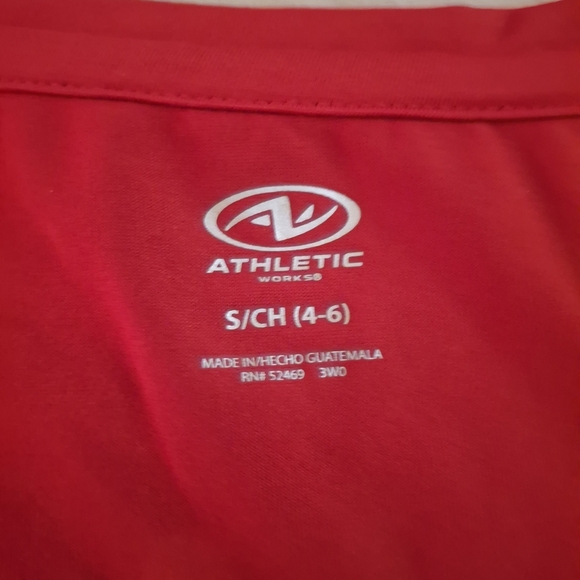 ATHLETIC
WORKS®
S/CH (4-6)
MADE IN/HECHO GUATEMALA
RN# 52469 3W0